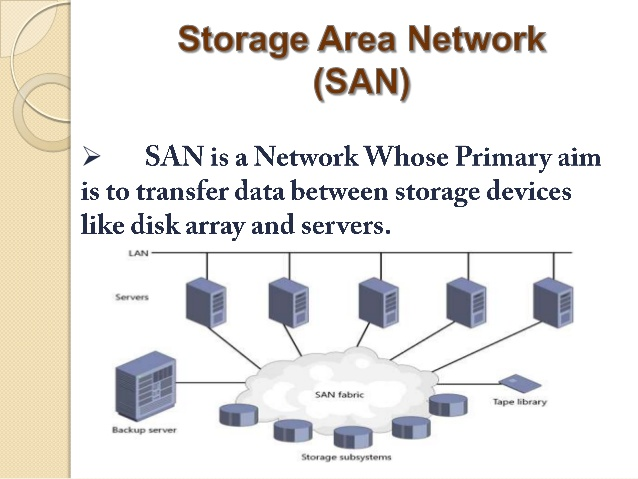 Storage Area Network
(SAN)
➢ SAN is a Network Whose Primary aim
is to transfer data between storage devices
like disk array and servers.
LAN
Servers
SAN fabric
Tape library
Backup server
Storage subsystems